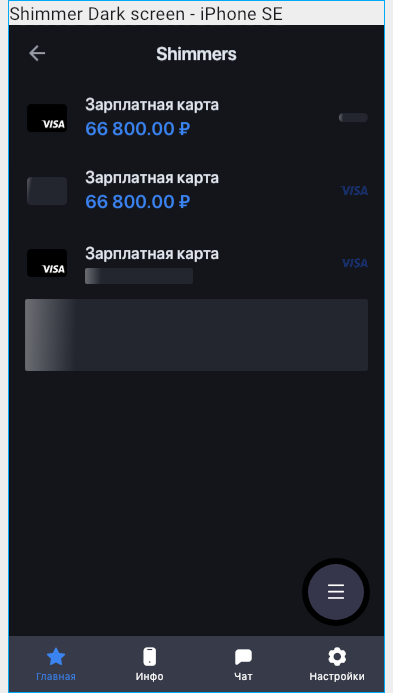 Shimmer Dark screen - iPhone SE
Shimmers
Зарплатная карта
VISA
66 800.00 ₽
Зарплатная карта
66 800.00 ₽
VISA
Зарплатная карта
VISA
VISA
Главная
Инфо
Чат
Настройки